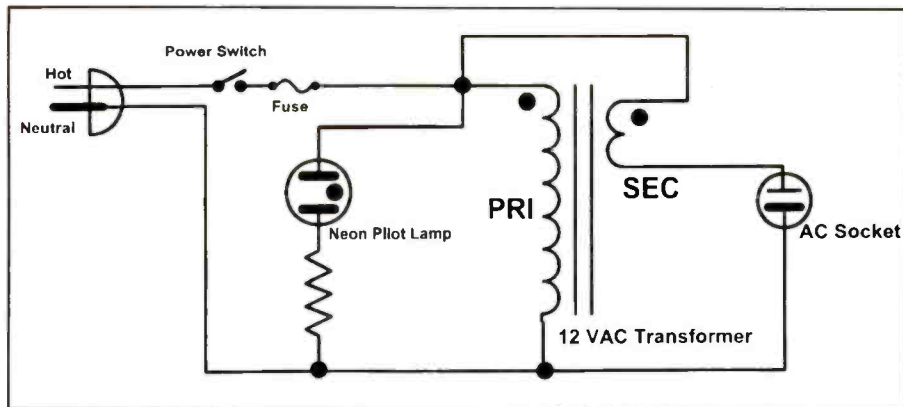 Power Switch
Hot
Fuse
Neutral
PRI
SEC
Neon Pilot Lamp
AC Socket
12 VAC Transformer